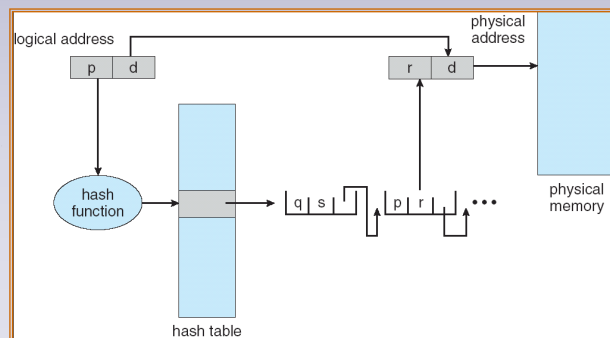 logical address
physical
address
p d
r d
hash
function
q s
p r
•••
physical
memory
hash table